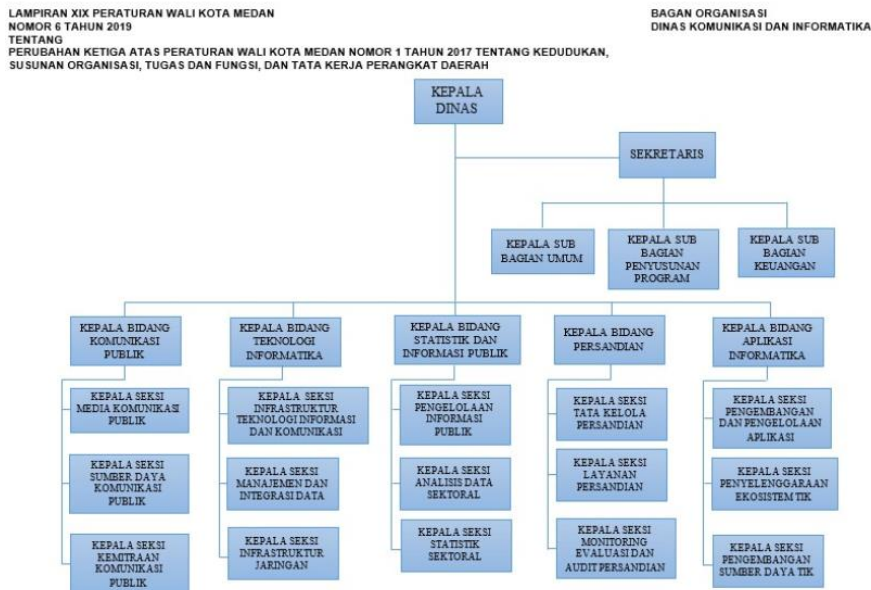 LAMPIRAN XIX PERATURAN WALI KOTA MEDAN
NOMOR 6 TAHUN 2019
TENTANG
PERUBAHAN KETIGA ATAS PERATURAN WALI KOTA MEDAN NOMOR 1 TAHUN 2017 TENTANG KEDUDUKAN,
SUSUNAN ORGANISASI, TUGAS DAN FUNGSI, DAN TATA KERJA PERANGKAT DAERAH
BAGAN ORGANISASI
DINAS KOMUNIKASI DAN INFORMATIKA
KEPALA
DINAS
SEKRETARIS
KEPALA SUB
BAGIAN UMUM
KEPALA SUB
BAGIAN
PENYUSUNAN
PROGRAM
KEPALA SUB
BAGIAN
KEUANGAN
KEPALA BIDANG
KOMUNIKASI
PUBLIK
KEPALA BIDANG
TEKNOLOGI
INFORMATIKA
KEPALA BIDANG
STATISTIK DAN
INFORMASI PUBLIK
KEPALA BIDANG
PERSANDIAN
KEPALA BIDANG
APLIKASI
INFORMATIKA
KEPALA SEKSI
MEDIA KOMUNIKASI
PUBLIK
KEPALA SEKSI
INFRASTRUKTUR
TEKNOLOGI INFORMASI
DAN KOMUNIKASI
KEPALA SEKSI
PENGELOLAAN
INFORMASI
PUBLIK
KEPALA SEKSI
TATA KELOLA
PERSANDIAN
KEPALA SEKSI
PENGEMBANGAN
DAN PENGELOLAAN
APLIKASI
KEPALA SEKSI
SUMBER DAYA
KOMUNIKASI
PUBLIK
KEPALA SEKSI
MANAJEMEN DAN
INTEGRASI DATA
KEPALA SEKSI
ANALISIS DATA
SEKTORAL
KEPALA SEKSI
LAYANAN
PERSANDIAN
KEPALA SEKSI
PENYELENGGARAAN
EKOSISTEM TIK
KEPALA SEKSI
KEMITRAAN
KOMUNIKASI
PUBLIK
KEPALA SEKSI
INFRASTRUKTUR
JARINGAN
KEPALA SEKSI
STATISTIK
SEKTORAL
KEPALA SEKSI
MONITORING
EVALUASI DAN
AUDIT PERSANDIAN
KEPALA SEKSI
PENGEMBANGAN
SUMBER DAYA TIK